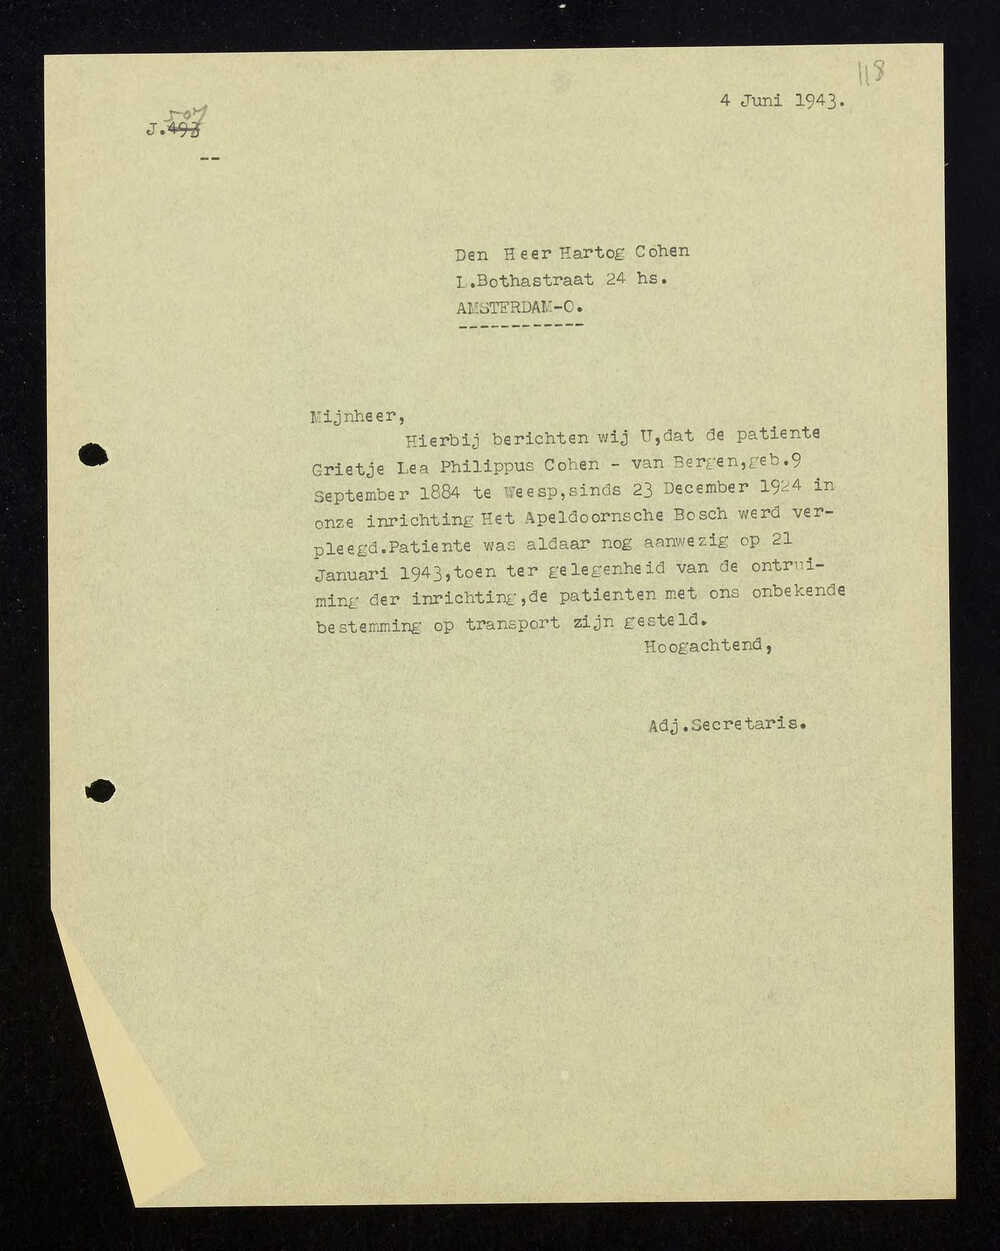 118
4 Juni 1943.
507
J.493
--
Den Heer Hartog Cohen
L.Bothastraat 24 hs.
AMSTERDAM-O.
------------
Mijnheer,
Hierbij berichten wij U,dat de patiente
Grietje Lea Philippus Cohen - van Bergen,geb.9
September 1884 te Weesp,sinds 23 December 1924 in
onze inrichting Het Apeldoornsche Bosch werd ver-
pleegd.Patiente was aldaar nog aanwezig op 21
Januari 1943,toen ter gelegenheid van de ontrui-
ming der inrichting,de patienten met ons onbekende
bestemming op transport zijn gesteld.
Hoogachtend,
Adj.Secretaris.